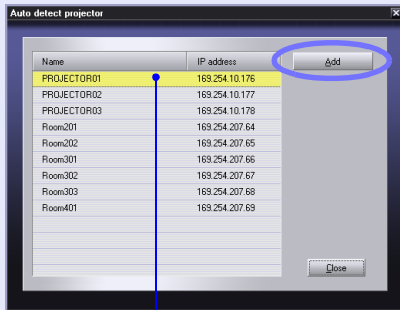 Auto detect projector
Name IP address Add
PROJECTOR01 169.254.10.176
PROJECTOR02 169.254.10.177
PROJECTOR03 169.254.10.178
Room201 169.254.207.64
Room202 169.254.207.65
Room301 169.254.207.66
Room302 169.254.207.67
Room303 169.254.207.68
Room401 169.254.207.69
Close